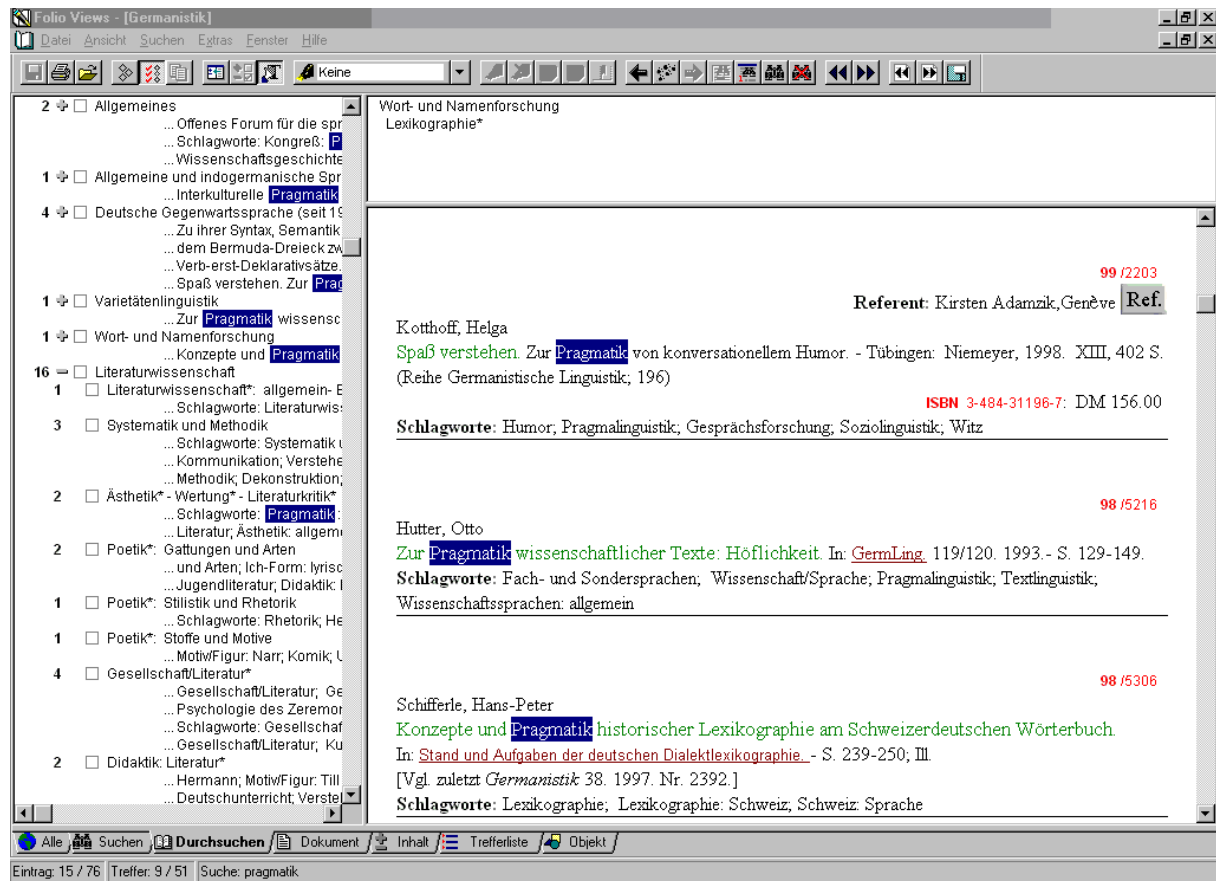 Folio Views - [Germanistik]
Datei Ansicht Suchen Extras Fenster Hilfe
Keine
2 Allgemeines
... Offenes Forum für die spr
... Schlagworte: Kongreß: P
... Wissenschaftsgeschichte
1 Allgemeine und indogermanische Spr
... Interkulturelle Pragmatik
4 Deutsche Gegenwartssprache (seit 19
... Zu ihrer Syntax, Semantik
... dem Bermuda-Dreieck zw
... Verb-erst-Deklarativsätze.
... Spaß verstehen. Zur Prag
1 Varietätenlinguistik
... Zur Pragmatik wissensc
1 Wort- und Namenforschung
... Konzepte und Pragmatik
16 Literaturwissenschaft
1 Literaturwissenschaft*: allgemein- E
... Schlagworte: Literaturwis
3 Systematik und Methodik
... Schlagworte: Systematik u
... Kommunikation; Verstehe
... Methodik; Dekonstruktion;
2 Ästhetik* - Wertung* - Literaturkritik*
... Schlagworte: Pragmatik:
... Literatur; Ästhetik: allgem
2 Poetik*: Gattungen und Arten
... und Arten; Ich-Form: lyrisc
... Jugendliteratur; Didaktik: l
1 Poetik*: Stilistik und Rhetorik
... Schlagworte: Rhetorik; He
1 Poetik*: Stoffe und Motive
... Motiv/Figur: Narr; Komik; U
4 Gesellschaft/Literatur*
... Gesellschaft/Literatur; Ge
... Psychologie des Zeremor
... Schlagworte: Gesellschaf
... Gesellschaft/Literatur; Ku
2 Didaktik: Literatur*
... Hermann; Motiv/Figur: Till
... Deutschunterricht; Verste
Wort- und Namenforschung
Lexikographie*
99 /2203
Referent: Kirsten Adamzik,Genève Ref.
Kotthoff, Helga
Spaß verstehen. Zur Pragmatik von konversationellem Humor. - Tübingen: Niemeyer, 1998. XIII, 402 S.
(Reihe Germanistische Linguistik; 196)
ISBN 3-484-31196-7: DM 156.00
Schlagworte: Humor; Pragmalinguistik; Gesprächsforschung; Soziolinguistik; Witz
98 /5216
Hutter, Otto
Zur Pragmatik wissenschaftlicher Texte: Höflichkeit. In: GermLing. 119/120. 1993.- S. 129-149.
Schlagworte: Fach- und Sondersprachen; Wissenschaft/Sprache; Pragmalinguistik; Textlinguistik;
Wissenschaftssprachen: allgemein
98 /5306
Schifferle, Hans-Peter
Konzepte und Pragmatik historischer Lexikographie am Schweizerdeutschen Wörterbuch.
In: Stand und Aufgaben der deutschen Dialektlexikographie. - S. 239-250; Ill.
[Vgl. zuletzt Germanistik 38. 1997. Nr. 2392.]
Schlagworte: Lexikographie; Lexikographie: Schweiz; Schweiz: Sprache
Alle Suchen Durchsuchen Dokument Inhalt Trefferliste Objekt
Eintrag: 15 / 76 Treffer: 9 / 51 Suche: pragmatik